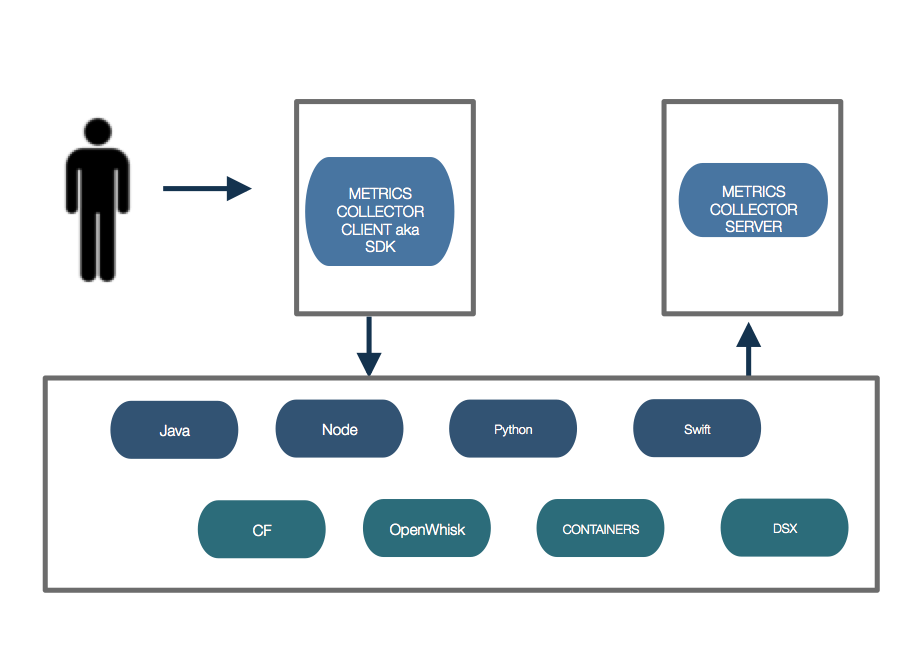 METRICS
COLLECTOR
CLIENT aka
SDK
METRICS
COLLECTOR
SERVER
Java
Node
Python
Swift
CF
OpenWhisk
CONTAINERS
DSX